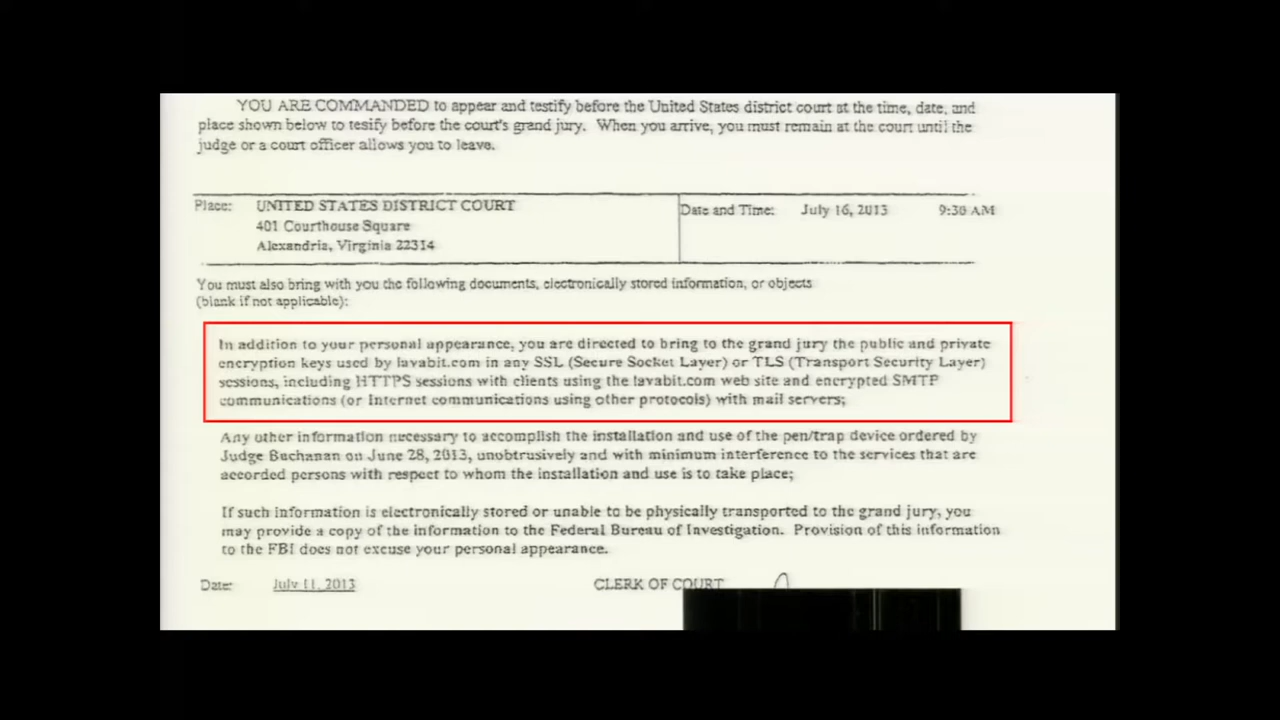 YOU ARE COMMANDED to appear and testify before the United States district court at the time, date, and
place shown below to testify before the court's grand jury. When you arrive, you must remain at the court until the
judge or a court officer allows you to leave.
Place: UNITED STATES DISTRICT COURT
401 Courthouse Square
Alexandria, Virginia 22314
Date and Time: July 16, 2013 9:30 AM
You must also bring with you the following documents, electronically stored information, or objects
(blank if not applicable):
In addition to your personal appearance, you are directed to bring to the grand jury the public and private
encryption keys used by lavabit.com in any SSL (Secure Socket Layer) or TLS (Transport Security Layer)
sessions, including HTTPS sessions with clients using the lavabit.com web site and encrypted SMTP
communications (or Internet communications using other protocols) with mail servers;
Any other information necessary to accomplish the installation and use of the pen/trap device ordered by
Judge Buchanan on June 28, 2013, unobtrusively and with minimum interference to the services that are
accorded persons with respect to whom the installation and use is to take place;
If such information is electronically stored or unable to be physically transported to the grand jury, you
may provide a copy of the information to the Federal Bureau of Investigation. Provision of this information
to the FBI does not excuse your personal appearance.
Date: July 11, 2013 CLERK OF COURT